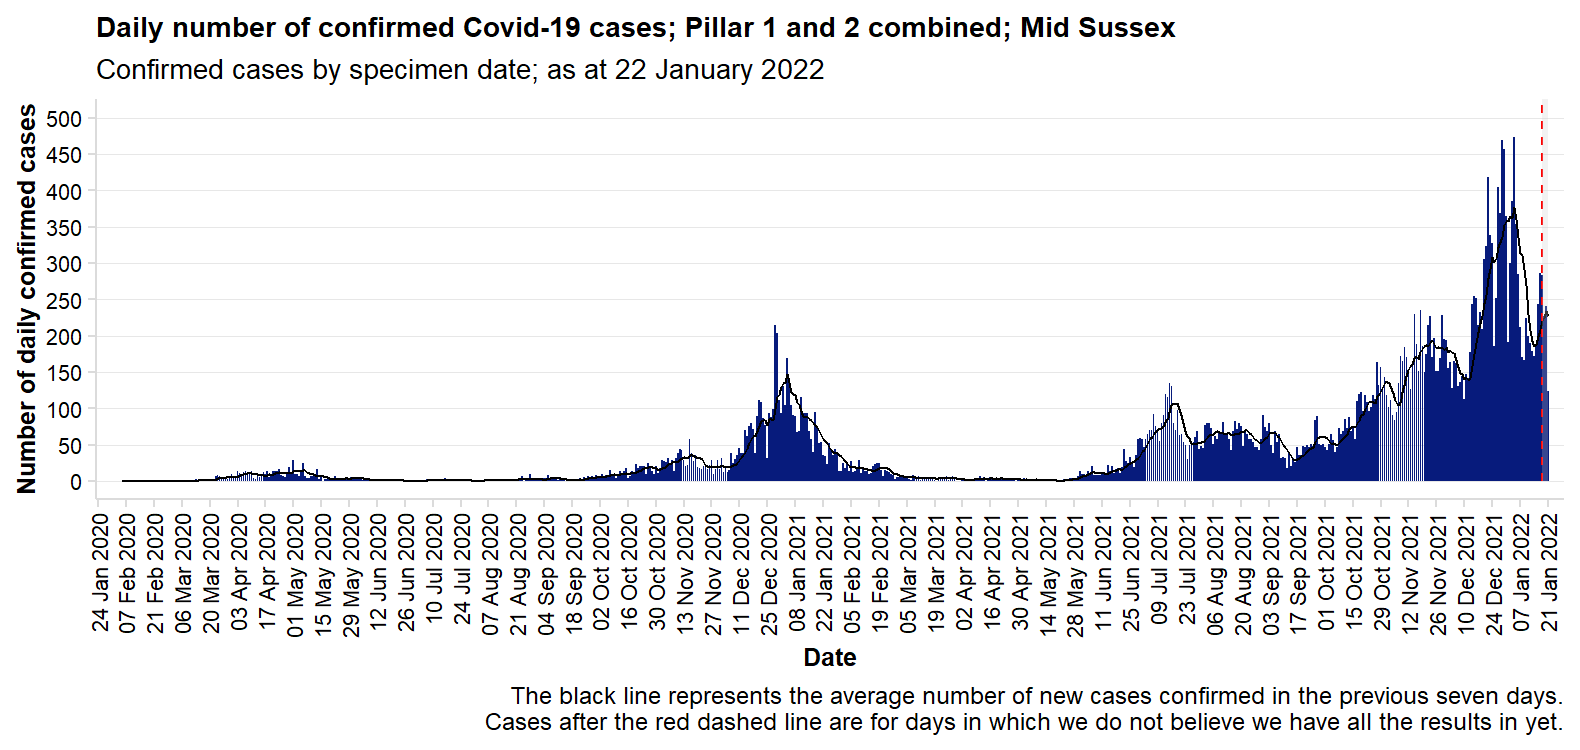 Daily number of confirmed Covid-19 cases; Pillar 1 and 2 combined; Mid Sussex
Confirmed cases by specimen date; as at 22 January 2022
Number of daily confirmed cases
500
450
400
350
300
250
200
150
100
50
0
24 Jan 2020
07 Feb 2020
21 Feb 2020
06 Mar 2020
20 Mar 2020
03 Apr 2020
17 Apr 2020
01 May 2020
15 May 2020
29 May 2020
12 Jun 2020
26 Jun 2020
10 Jul 2020
24 Jul 2020
07 Aug 2020
21 Aug 2020
04 Sep 2020
18 Sep 2020
02 Oct 2020
16 Oct 2020
30 Oct 2020
13 Nov 2020
27 Nov 2020
11 Dec 2020
25 Dec 2020
08 Jan 2021
22 Jan 2021
05 Feb 2021
19 Feb 2021
05 Mar 2021
19 Mar 2021
02 Apr 2021
16 Apr 2021
30 Apr 2021
14 May 2021
28 May 2021
11 Jun 2021
25 Jun 2021
09 Jul 2021
23 Jul 2021
06 Aug 2021
20 Aug 2021
03 Sep 2021
17 Sep 2021
01 Oct 2021
15 Oct 2021
29 Oct 2021
12 Nov 2021
26 Nov 2021
10 Dec 2021
24 Dec 2021
07 Jan 2022
21 Jan 2022
Date
The black line represents the average number of new cases confirmed in the previous seven days.
Cases after the red dashed line are for days in which we do not believe we have all the results in yet.